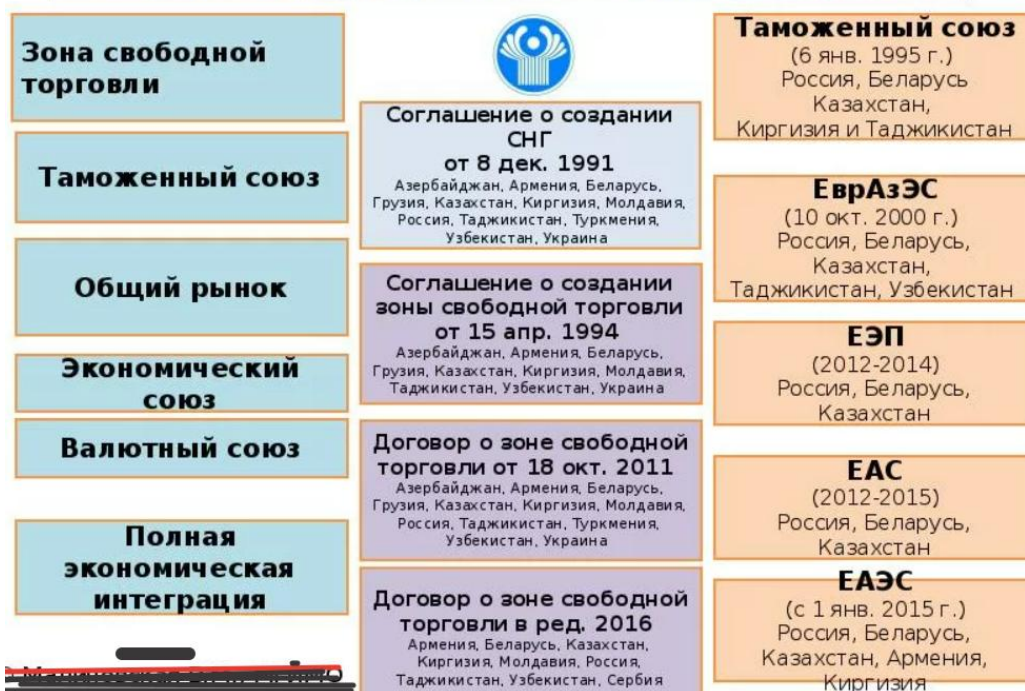 Зона свободной
торговли
Таможенный союз
Общий рынок
Экономический
союз
Валютный союз
Полная
экономическая
интеграция
Соглашение о создании
СНГ
от 8 дек. 1991
Азербайджан, Армения, Беларусь,
Грузия, Казахстан, Киргизия, Молдавия,
Россия, Таджикистан, Туркмения,
Узбекистан, Украина
Соглашение о создании
зоны свободной торговли
от 15 апр. 1994
Азербайджан, Армения, Беларусь,
Грузия, Казахстан, Киргизия, Молдавия,
Таджикистан, Узбекистан, Украина
Договор о зоне свободной
торговли от 18 окт. 2011
Азербайджан, Армения, Беларусь,
Грузия, Казахстан, Киргизия, Молдавия,
Россия, Таджикистан, Туркмения,
Узбекистан, Украина
Договор о зоне свободной
торговли в ред. 2016
Армения, Беларусь, Казахстан,
Киргизия, Молдавия, Россия,
Таджикистан, Узбекистан, Сербия
Таможенный союз
(6 янв. 1995 г.)
Россия, Беларусь
Казахстан,
Киргизия и Таджикистан
ЕврАзЭС
(10 окт. 2000 г.)
Россия, Беларусь,
Казахстан,
Таджикистан, Узбекистан
ЕЭП
(2012-2014)
Россия, Беларусь,
Казахстан
ЕАС
(2012-2015)
Россия, Беларусь,
Казахстан
ЕАЭС
(с 1 янв. 2015 г.)
Россия, Беларусь,
Казахстан, Армения,
Киргизия